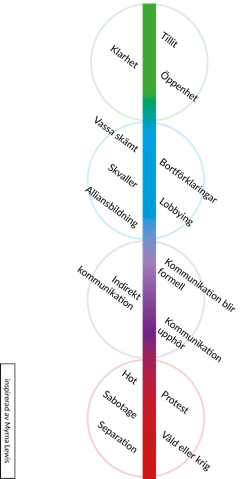 Tillit
Klarhet
Öppenhet
Vassa skämt
Skvaller
Bortförklaringar
Alliansbildning
Lobbying
Kommunikation blir
formell
Indirekt
kommunikation
Kommunikation
upphör
Hot
Protest
Sabotage
Separation
Våld eller krig
Inspirerad av Myrna Lewis